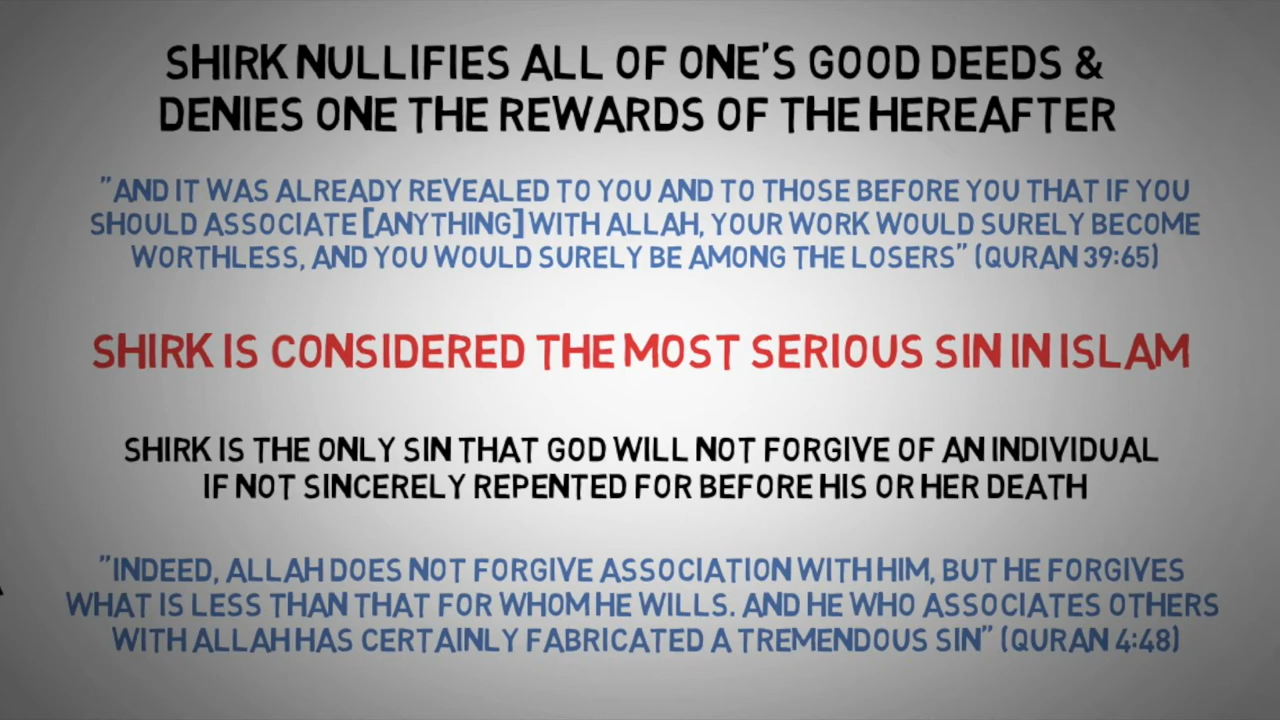 SHIRK NULLIFIES ALL OF ONE'S GOOD DEEDS &
DENIES ONE THE REWARDS OF THE HEREAFTER
"AND IT WAS ALREADY REVEALED TO YOU AND TO THOSE BEFORE YOU THAT IF YOU
SHOULD ASSOCIATE [ANYTHING] WITH ALLAH, YOUR WORK WOULD SURELY BECOME
WORTHLESS, AND YOU WOULD SURELY BE AMONG THE LOSERS" (QURAN 39:65)
SHIRK IS CONSIDERED THE MOST SERIOUS SIN IN ISLAM
SHIRK IS THE ONLY SIN THAT GOD WILL NOT FORGIVE OF AN INDIVIDUAL
IF NOT SINCERELY REPENTED FOR BEFORE HIS OR HER DEATH
"INDEED, ALLAH DOES NOT FORGIVE ASSOCIATION WITH HIM, BUT HE FORGIVES
WHAT IS LESS THAN THAT FOR WHOM HE WILLS. AND HE WHO ASSOCIATES OTHERS
WITH ALLAH HAS CERTAINLY FABRICATED A TREMENDOUS SIN" (QURAN 4:48)